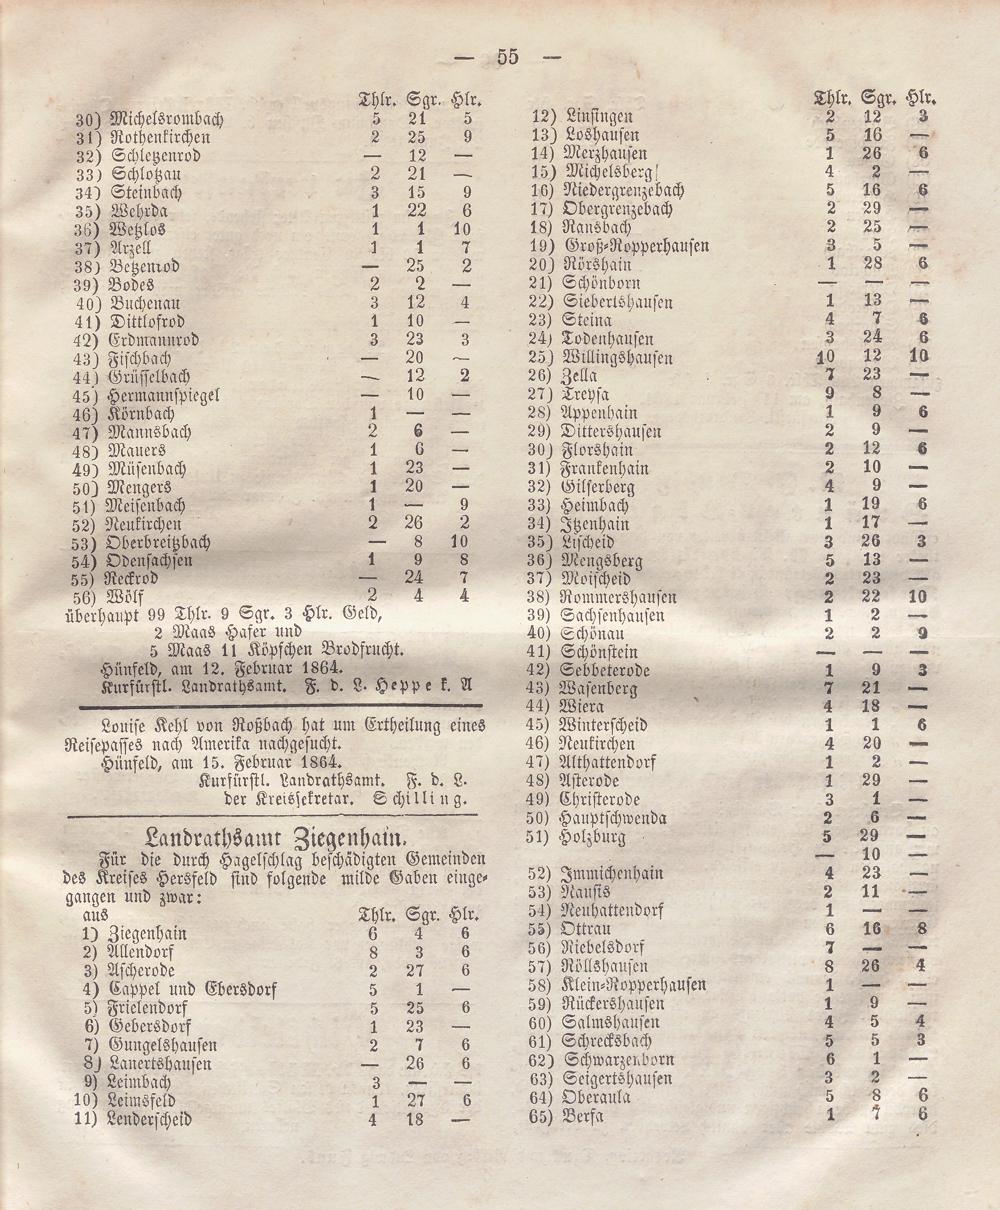 — 55 —
Thlr. Sgr. Hlr.
30) Michelsrombach 5 21 5
31) Rothenkirchen 2 25 9
32) Schletzenrod — 12 —
33) Schlotzau 2 21 —
34) Steinbach 3 15 9
35) Wehrda 1 22 6
36) Wetzlos 1 1 10
37) Arzell 1 1 7
38) Betzenrod — 25 2
39) Bodes 2 2 —
40) Buchenau 3 12 4
41) Dittlofrod 1 10 —
42) Erdmannrod 3 23 3
43) Fischbach — 20 —
44) Grüsselbach — 12 2
45) Hermannspiegel — 10 —
46) Körnbach 1 — —
47) Mannsbach 2 6 —
48) Mauers 1 6 —
49) Müsenbach 1 23 —
50) Mengers 1 20 —
51) Meisenbach 1 — 9
52) Neukirchen 2 26 2
53) Oberbreitzbach — 8 10
54) Odensachsen 1 9 8
55) Reckrod — 24 7
56) Wölf 2 4 4
überhaupt 99 Thlr. 9 Sgr. 3 Hlr. Geld,
2 Maas Hafer und
5 Maas 11 Köpfchen Brodfrucht.
Hünfeld, am 12. Februar 1864.
Kurfürstl. Landrathsamt. F. d. L. Heppe k. A
Louise Kehl von Roßbach hat um Ertheilung eines
Reisepasses nach Amerika nachgesucht.
Hünfeld, am 15. Februar 1864.
Kurfürstl. Landrathsamt. F. d. L.
der Kreissekretar. Schilling.
Landrathsamt Ziegenhain.
Für die durch Hagelschlag beschädigten Gemeinden
des Kreises Hersfeld sind folgende milde Gaben einge-
gangen und zwar:
aus Thlr. Sgr. Hlr.
1) Ziegenhain 6 4 6
2) Allendorf 8 3 6
3) Ascherode 2 27 6
4) Cappel und Ebersdorf 5 1 —
5) Frielendorf 5 25 6
6) Gebersdorf 1 23 —
7) Gungelshausen 2 7 6
8) Lanertshausen — 26 6
9) Leimbach 3 — —
10) Leimsfeld 1 27 6
11) Lenderscheid 4 18 —
Thlr. Sgr. Hlr.
12) Linsingen 2 12 3
13) Loshausen 5 16 —
14) Merzhausen 1 26 6
15) Michelsberg 4 2 —
16) Niedergrenzebach 5 16 6
17) Obergrenzebach 2 29 —
18) Ransbach 2 25 —
19) Groß-Ropperhausen 3 5 —
20) Rörshain 1 28 6
21) Schönborn — — —
22) Siebertshausen 1 13 —
23) Steina 4 7 6
24) Todenhausen 3 24 6
25) Willingshausen 10 12 10
26) Zella 7 23 —
27) Treysa 9 8 —
28) Appenhain 1 9 6
29) Dittershausen 2 9 —
30) Florshain 2 12 6
31) Frankenhain 2 10 —
32) Gilserberg 4 9 —
33) Heimbach 1 19 6
34) Itzenhain 1 17 —
35) Lischeid 3 26 3
36) Mengsberg 5 13 —
37) Moischeid 2 23 —
38) Rommershausen 2 22 10
39) Sachsenhausen 1 2 —
40) Schönau 2 2 9
41) Schönstein — — —
42) Sebbeterode 1 9 3
43) Wasenberg 7 21 —
44) Wiera 4 18 —
45) Winterscheid 1 1 6
46) Neukirchen 4 20 —
47) Althattendorf 1 2 —
48) Asterode 1 29 —
49) Christerode 3 1 —
50) Hauptschwenda 2 6 —
51) Holzburg 5 29 —
— 10 —
52) Immichenhain 4 23 —
53) Nausis 2 11 —
54) Neuhattendorf 1 — —
55) Ottrau 6 16 8
56) Riebelsdorf 7 — —
57) Röllshausen 8 26 4
58) Klein-Ropperhausen 1 — —
59) Rückershausen 1 9 —
60) Salmshausen 4 5 4
61) Schrecksbach 5 5 3
62) Schwarzenborn 6 1 —
63) Seigertshausen 3 2 —
64) Oberaula 5 8 6
65) Berfa 1 7 6